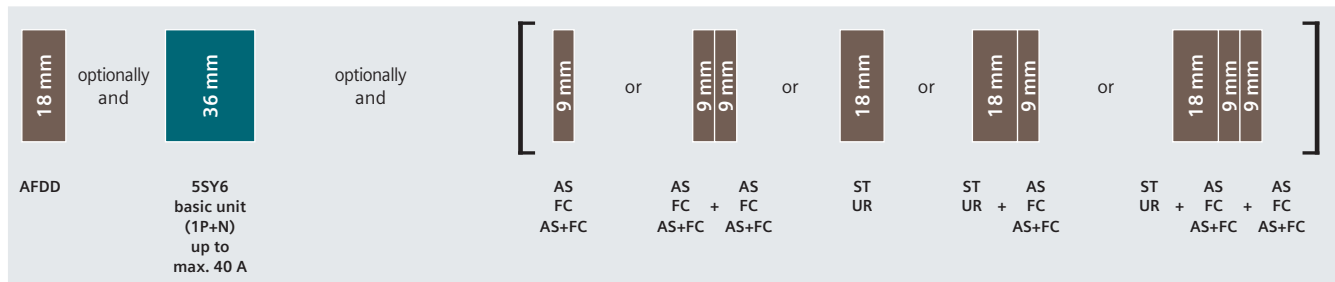 18 mm
optionally
and
36 mm
optionally
and
9 mm
or
9 mm
9 mm
or
18 mm
or
18 mm
9 mm
or
18 mm
9 mm
9 mm
AFDD
5SY6
basic unit
(1P+N)
up to
max. 40 A
AS
FC
AS+FC
AS AS
FC + FC
AS+FC AS+FC
ST
UR
ST AS
UR + FC
AS+FC
ST AS AS
UR + FC + FC
AS+FC AS+FC